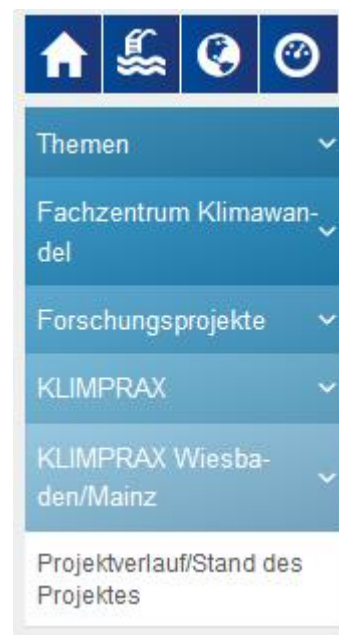 Themen
Fachzentrum Klimawan-
del
Forschungsprojekte
KLIMPRAX
KLIMPRAX Wiesba-
den/Mainz
Projektverlauf/Stand des
Projektes